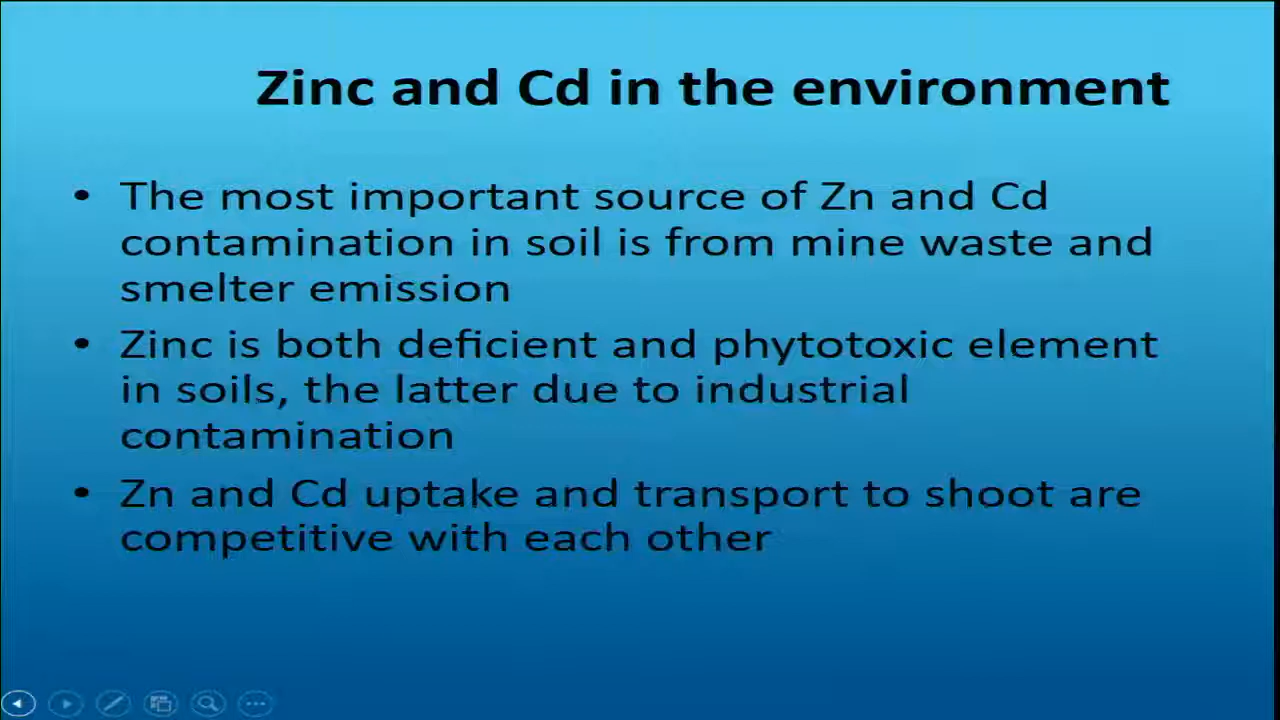 Zinc and Cd in the environment
• The most important source of Zn and Cd
contamination in soil is from mine waste and
smelter emission
• Zinc is both deficient and phytotoxic element
in soils, the latter due to industrial
contamination
• Zn and Cd uptake and transport to shoot are
competitive with each other